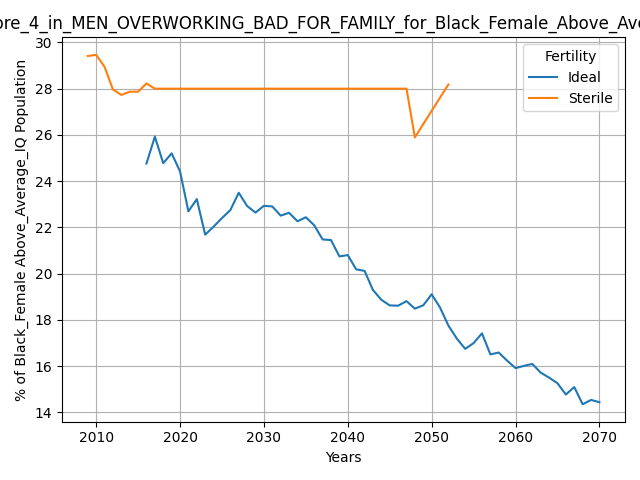 ore_4_in_MEN_OVERWORKING_BAD_FOR_FAMILY_for_Black_Female_Above_Ave
% of Black_Female Above_Average_IQ Population
30
28
26
24
22
20
18
16
14
Fertility
Ideal
Sterile
2010 2020 2030 2040 2050 2060 2070
Years